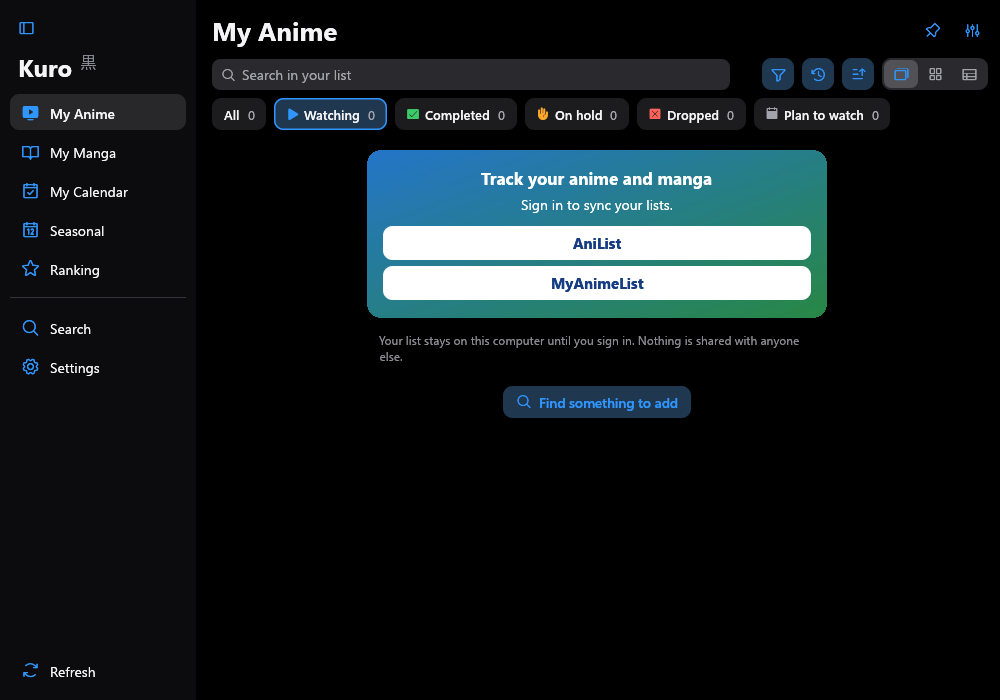 Kuro 黒
My Anime
My Manga
My Calendar
12 Seasonal
Ranking
Search
Settings
Refresh
My Anime
Search in your list
All 0
Watching 0
Completed 0
On hold 0
Dropped 0
Plan to watch 0
Track your anime and manga
Sign in to sync your lists.
AniList
MyAnimeList
Your list stays on this computer until you sign in. Nothing is shared with anyone
else.
Find something to add